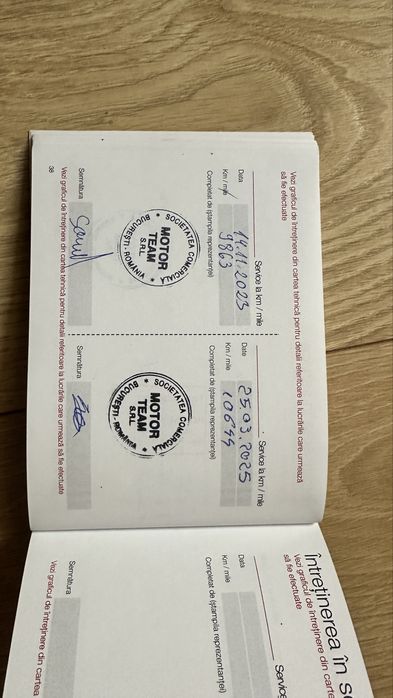 Vezi graficul de întreținere din cartea tehnică pentru detalii referitoare la lucrările care urmează
să fie efectuate
Service la km / mile
Data 14.11.2023
Km / mile 9863
Completat de (ștampila reprezentanței)
SOCIETATEA COMERCIALĂ
MOTOR
TEAM
S.R.L.
BUCUREȘTI - ROMÂNIA
Semnătura
Service la km / mile
Date 25.03.2025
Km / mile 10644
Completat de (ștampila reprezentanței)
SOCIETATEA COMERCIALĂ
MOTOR
TEAM
S.R.L.
BUCUREȘTI - ROMÂNIA
Semnătura
Vezi graficul de întreținere din cartea tehnică pentru detalii referitoare la lucrările care urmează să fie efectuate
38
Întreținerea în
Vezi graficul de întreținere din cartea
să fie efectuate
Data
Km / mile
Completat de (ștampila reprezentanței)
Semnătura
Vezi graficul de întreținere din cartea